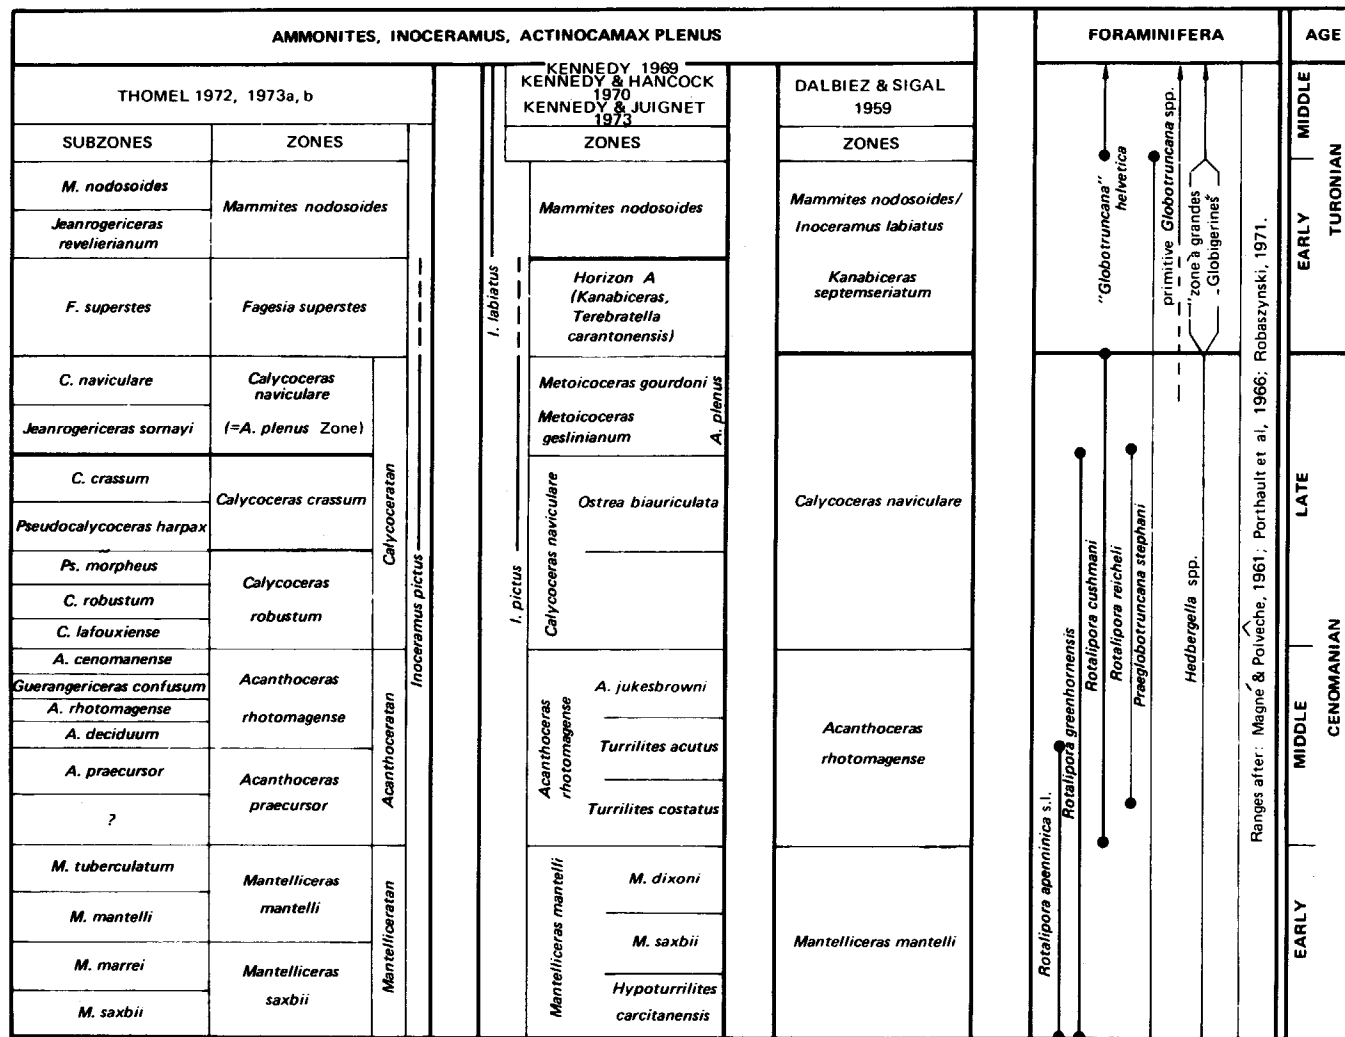 AMMONITES, INOCERAMUS, ACTINOCAMAX PLENUS
FORAMINIFERA
AGE
THOMEL 1972, 1973a, b
SUBZONES
ZONES
M. nodosoides
Jeanrogericeras
revelierianum
F. superstes
C. naviculare
Jeanrogericeras sornayi
C. crassum
Pseudocalycoceras harpax
Ps. morpheus
C. robustum
C. lafouxiense
A. cenomanense
Guerangericeras confusum
A. rhotomagense
A. deciduum
A. praecursor
?
M. tuberculatum
M. mantelli
M. marrei
M. saxbii
Mammites nodosoides
Fagesia superstes
Calycoceras
naviculare
(=A. plenus Zone)
Calycoceras crassum
Calycoceras
robustum
Acanthoceras
rhotomagense
Acanthoceras
praecursor
Mantelliceras
mantelli
Mantelliceras
saxbii
Calycoceratan
Acanthoceratan
Mantelliceratan
Inoceramus pictus
I. labiatus
I. pictus
KENNEDY 1969
KENNEDY & HANCOCK
1970
KENNEDY & JUIGNET
1973
ZONES
Mammites nodosoides
Horizon A
(Kanabiceras,
Terebratella
carantonensis)
Metoicoceras gourdoni
Metoicoceras
geslinianum
A. plenus
Calycoceras naviculare
Ostrea biauriculata
Acanthoceras
rhotomagense
A. jukesbrowni
Turrilites acutus
Turrilites costatus
Mantelliceras mantelli
M. dixoni
M. saxbii
Hypoturrilites
carcitanensis
DALBIEZ & SIGAL
1959
ZONES
Mammites nodosoides/
Inoceramus labiatus
Kanabiceras
septemseriatum
Calycoceras naviculare
Acanthoceras
rhotomagense
Mantelliceras mantelli
Rotalipora apenninica s.l.
Rotalipora greenhornensis
Rotalipora cushmani
"Globotruncana"
helvetica
Rotalipora reicheli
Praeglobotruncana stephani
primitive Globotruncana spp.
"zone à grandes
Globigerines"
Hedbergella spp.
Ranges after: Magné & Polveche, 1961; Porthault et al, 1966; Robaszynski, 1971.
MIDDLE
EARLY
TURONIAN
LATE
MIDDLE
EARLY
CENOMANIAN